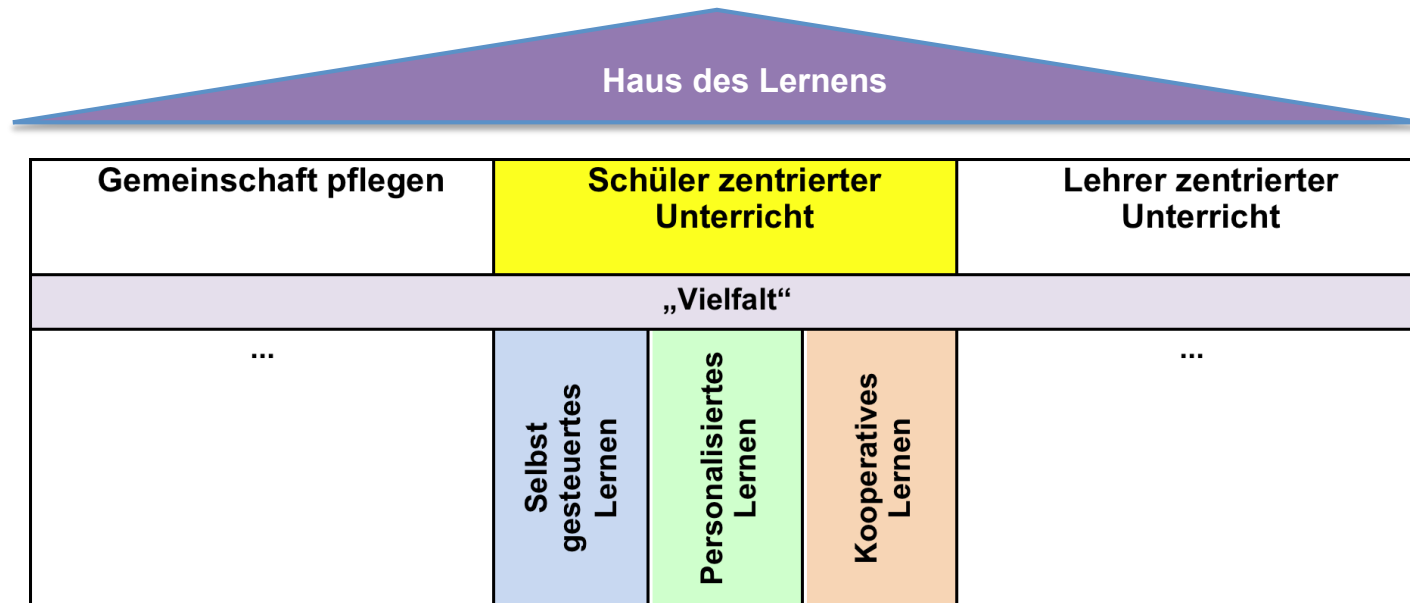 Haus des Lernens
Gemeinschaft pflegen
Schüler zentrierter
Unterricht
Lehrer zentrierter
Unterricht
„Vielfalt“
...
Selbst
gesteuertes
Lernen
Personalisiertes
Lernen
Kooperatives
Lernen
...